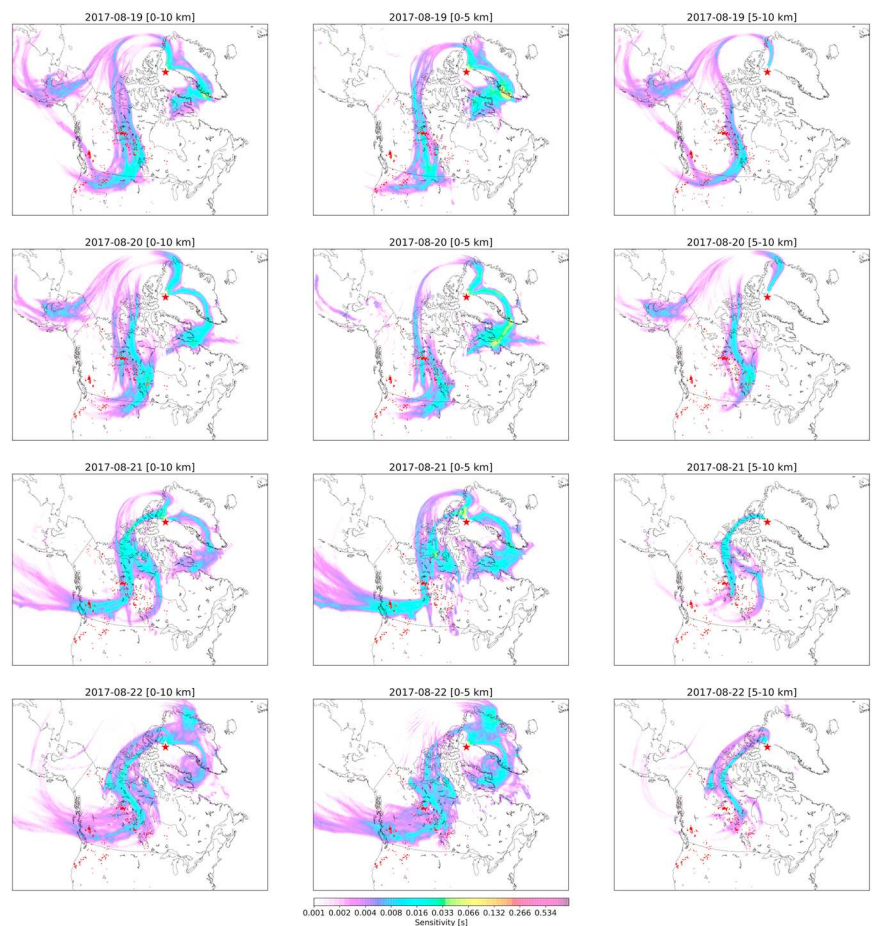 2017-08-19 [0-10 km]
2017-08-19 [0-5 km]
2017-08-19 [5-10 km]
2017-08-20 [0-10 km]
2017-08-20 [0-5 km]
2017-08-20 [5-10 km]
2017-08-21 [0-10 km]
2017-08-21 [0-5 km]
2017-08-21 [5-10 km]
2017-08-22 [0-10 km]
2017-08-22 [0-5 km]
2017-08-22 [5-10 km]
0.001 0.002 0.004 0.008 0.016 0.033 0.066 0.132 0.266 0.534
Sensitivity [s]